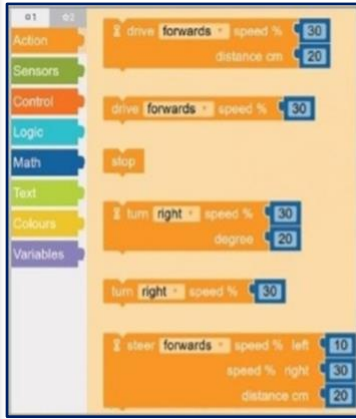 1 2
Action
Sensors
Control
Logic
Math
Text
Colours
Variables
drive forwards speed % 30
distance cm 20
drive forwards speed % 30
stop
turn right speed % 30
degree 20
turn right speed % 30
steer forwards speed % left 10
speed % right 30
distance cm 20